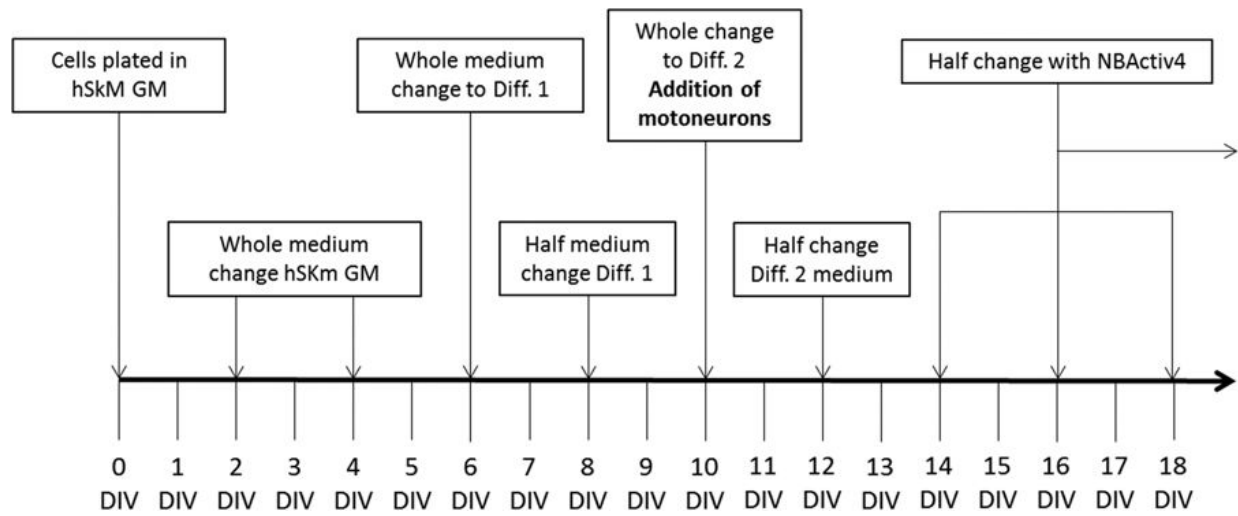 Cells plated in
hSkM GM
Whole medium
change to Diff. 1
Whole change
to Diff. 2
Addition of
motoneurons
Half change with NBActiv4
Whole medium
change hSKm GM
Half medium
change Diff. 1
Half change
Diff. 2 medium
0 1 2 3 4 5 6 7 8 9 10 11 12 13 14 15 16 17 18
DIV DIV DIV DIV DIV DIV DIV DIV DIV DIV DIV DIV DIV DIV DIV DIV DIV DIV DIV